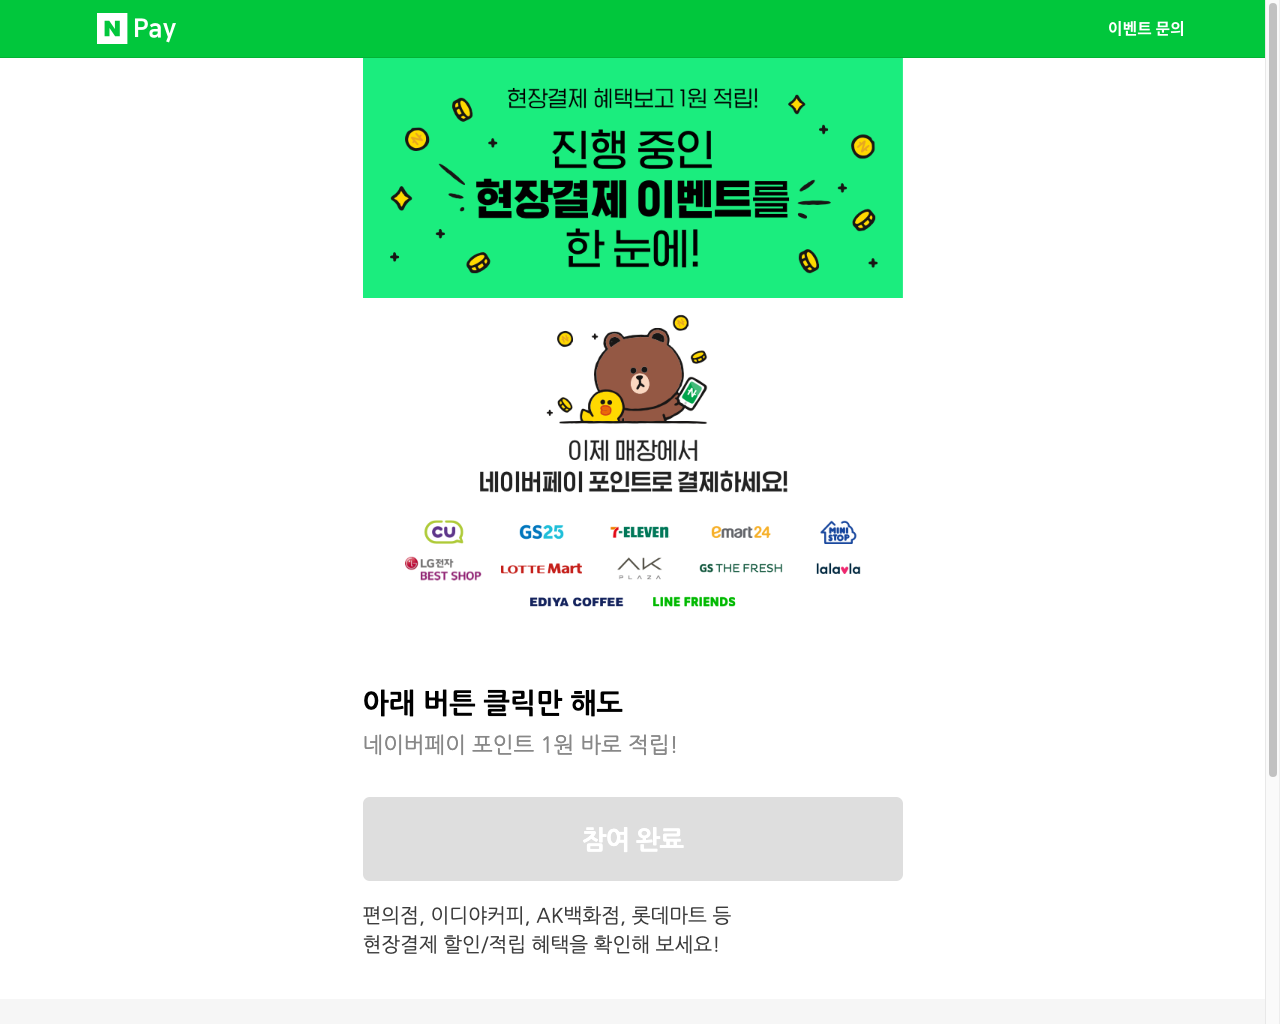 N Pay
이벤트 문의
현장결제 혜택보고 1원 적립!
진행 중인
현장결제 이벤트를
한 눈에!
이제 매장에서
네이버페이 포인트로 결제하세요!
CU GS25 7-ELEVEN emart24 MINI STOP
LG전자 BEST SHOP LOTTE Mart AK PLAZA GS THE FRESH lalavla
EDIYA COFFEE LINE FRIENDS
아래 버튼 클릭만 해도
네이버페이 포인트 1원 바로 적립!
참여 완료
편의점, 이디야커피, AK백화점, 롯데마트 등
현장결제 할인/적립 혜택을 확인해 보세요!